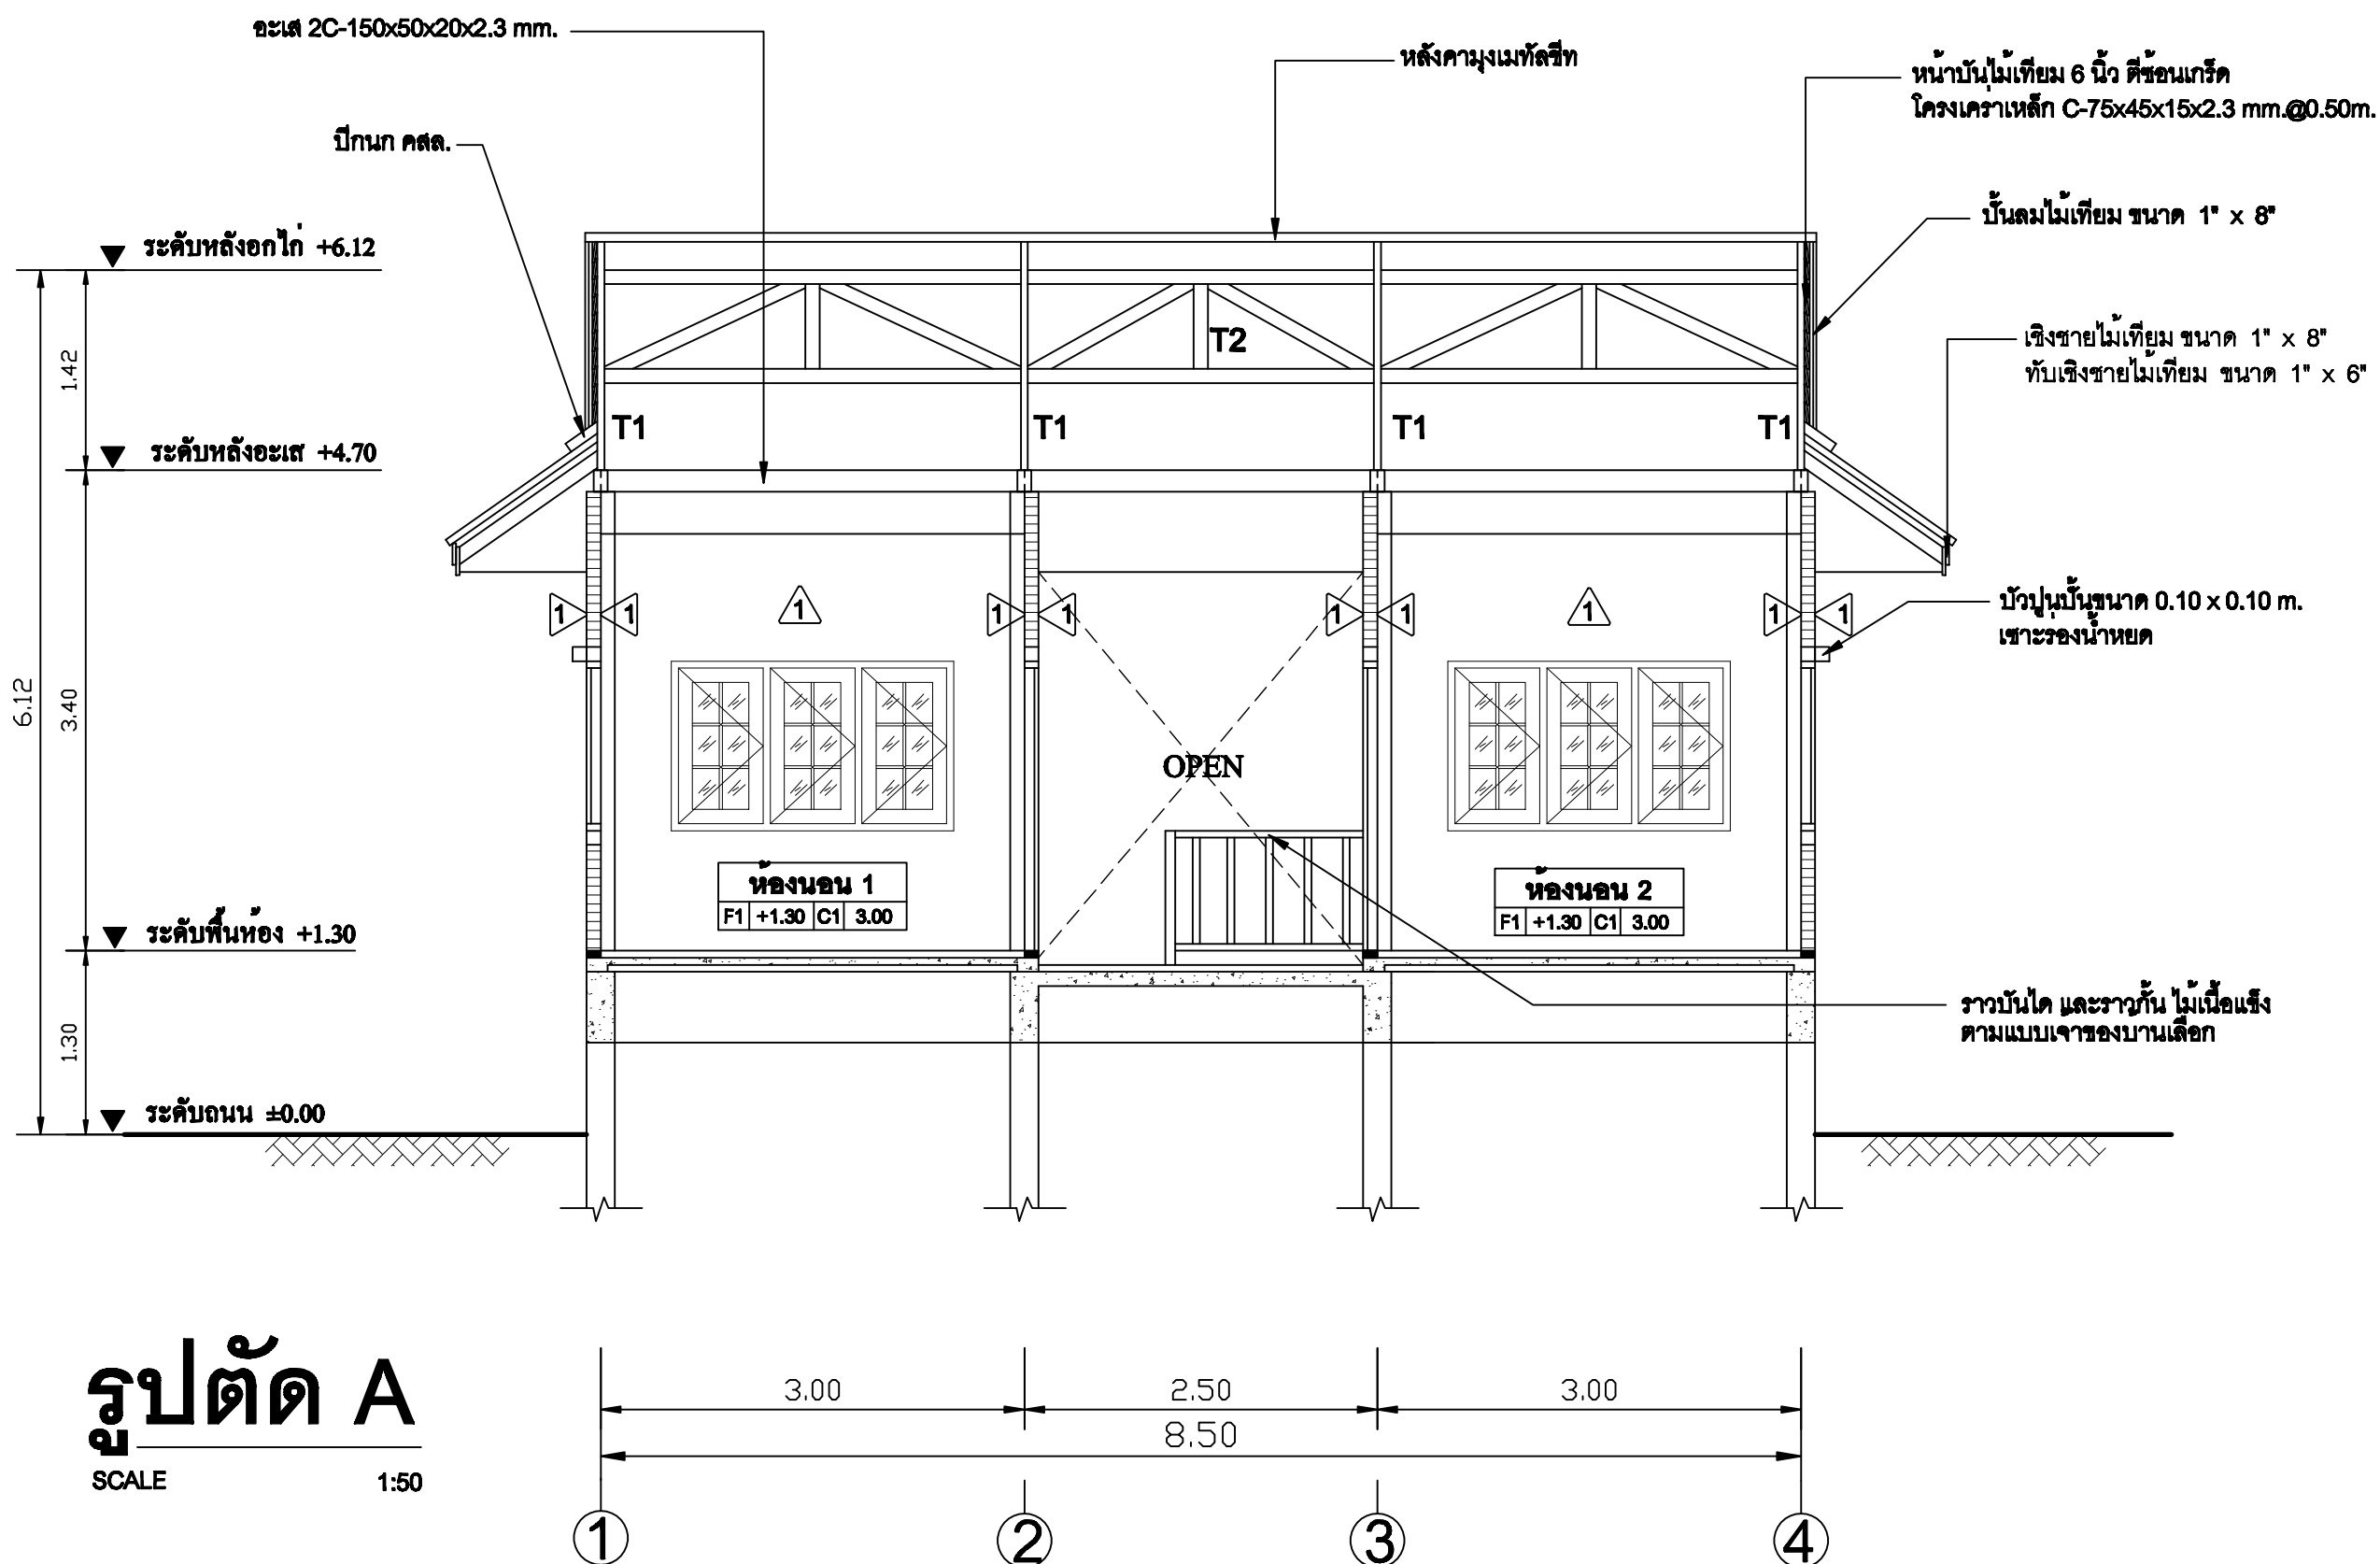 อะเส 2C-150x50x20x2.3 mm.
หลังคามุงเมทัลชีท
หน้าบันไม้เทียม 6 นิ้ว ตีซ้อนเกร็ด
โครงเคร่าเหล็ก C-75x45x15x2.3 mm.@0.50m.
ปีกนก คสล.
ปั้นลมไม้เทียม ขนาด 1" x 8"
ระดับหลังอกไก่ +6.12
เชิงชายไม้เทียม ขนาด 1" x 8"
ทับเชิงชายไม้เทียม ขนาด 1" x 6"
T2
1.42
T1 T1 T1 T1
ระดับหลังอะเส +4.70
1 1 1 1 1 1 1 1 1 1
บัวปูนปั้นขนาด 0.10 x 0.10 m.
เซาะร่องน้ำหยด
6.12
3.40
OPEN
ห้องนอน 1
F1 +1.30 C1 3.00
ห้องนอน 2
F1 +1.30 C1 3.00
ระดับพื้นห้อง +1.30
ราวบันได และราวกั้น ไม้เนื้อแข็ง
ตามแบบเจ้าของบ้านเลือก
1.30
ระดับถนน ±0.00
รูปตัด A
SCALE 1:50
3.00 2.50 3.00
8.50
1 2 3 4